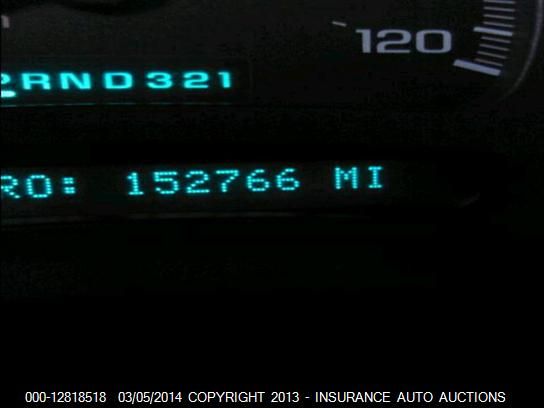 120
RND321
RO: 152766 MI
000-12818518 03/05/2014 COPYRIGHT 2013 - INSURANCE AUTO AUCTIONS